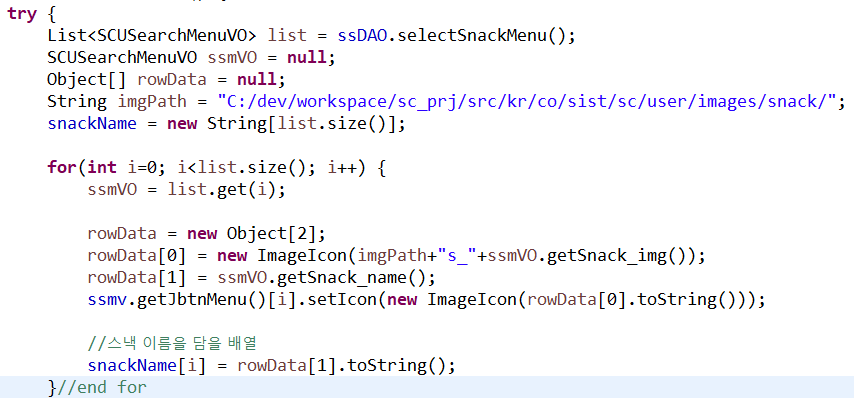 try {
List<SCUSearchMenuVO> list = ssDAO.selectSnackMenu();
SCUSearchMenuVO ssmVO = null;
Object[] rowData = null;
String imgPath = "C:/dev/workspace/sc_prj/src/kr/co/sist/sc/user/images/snack/";
snackName = new String[list.size()];
for(int i=0; i<list.size(); i++) {
ssmVO = list.get(i);
rowData = new Object[2];
rowData[0] = new ImageIcon(imgPath+"s_"+ssmVO.getSnack_img());
rowData[1] = ssmVO.getSnack_name();
ssmv.getJbtnMenu()[i].setIcon(new ImageIcon(rowData[0].toString()));
//스낵 이름을 담을 배열
snackName[i] = rowData[1].toString();
}//end for